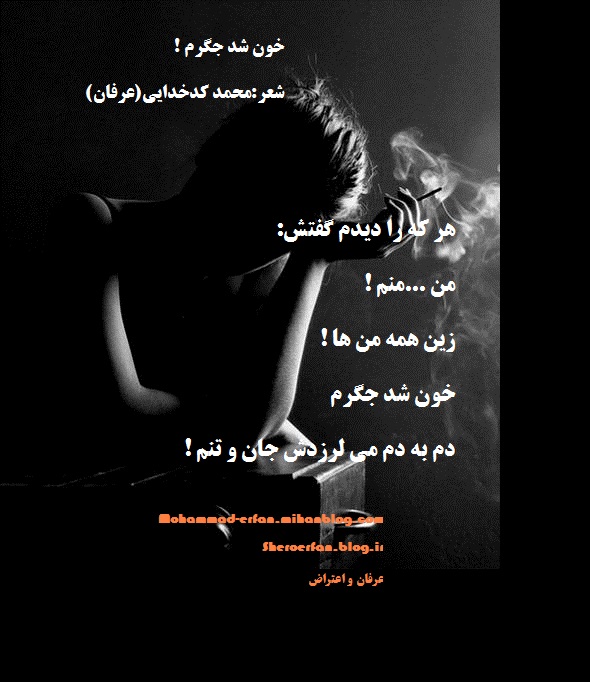 خون شد جگرم !
شعر:محمد کدخدایی(عرفان)
هر که را دیدم گفتش:
من ...منم !
زین همه من ها !
خون شد جگرم
دم به دم می لرزدش جان و تنم !
Mohammad-erfan.mihanblog.com
Sheroerfan.blog.ir
عرفان و اعتراض